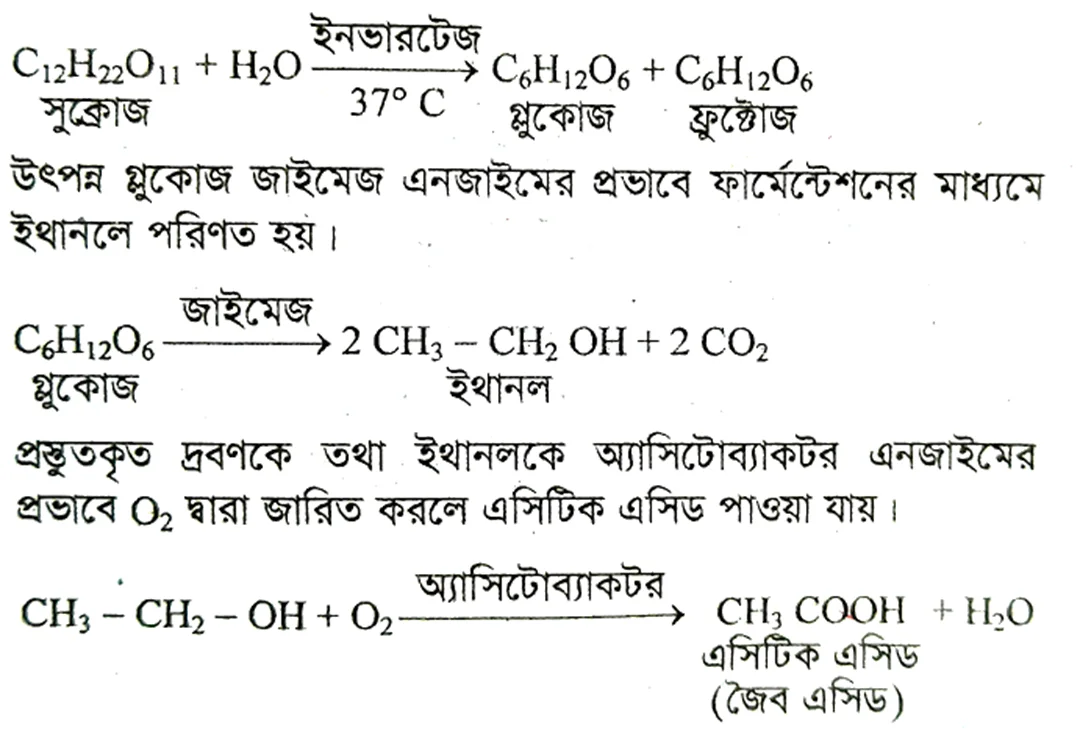 ইনভারটেজ
C₁₂H₂₂O₁₁ + H₂O ⟶ C₆H₁₂O₆ + C₆H₁₂O₆
সুক্রোজ 37° C গ্লুকোজ ফ্রুক্টোজ
উৎপন্ন গ্লুকোজ জাইমেজ এনজাইমের প্রভাবে ফার্মেন্টেশনের মাধ্যমে
ইথানলে পরিণত হয়।
জাইমেজ
C₆H₁₂O₆ ⟶ 2 CH₃ – CH₂ OH + 2 CO₂
গ্লুকোজ ইথানল
প্রস্তুতকৃত দ্রবণকে তথা ইথানলকে অ্যাসিটোব্যাকটর এনজাইমের
প্রভাবে O₂ দ্বারা জারিত করলে এসিটিক এসিড পাওয়া যায়।
অ্যাসিটোব্যাকটর
CH₃ – CH₂ – OH + O₂ ⟶ CH₃ COOH + H₂O
এসিটিক এসিড
(জৈব এসিড)